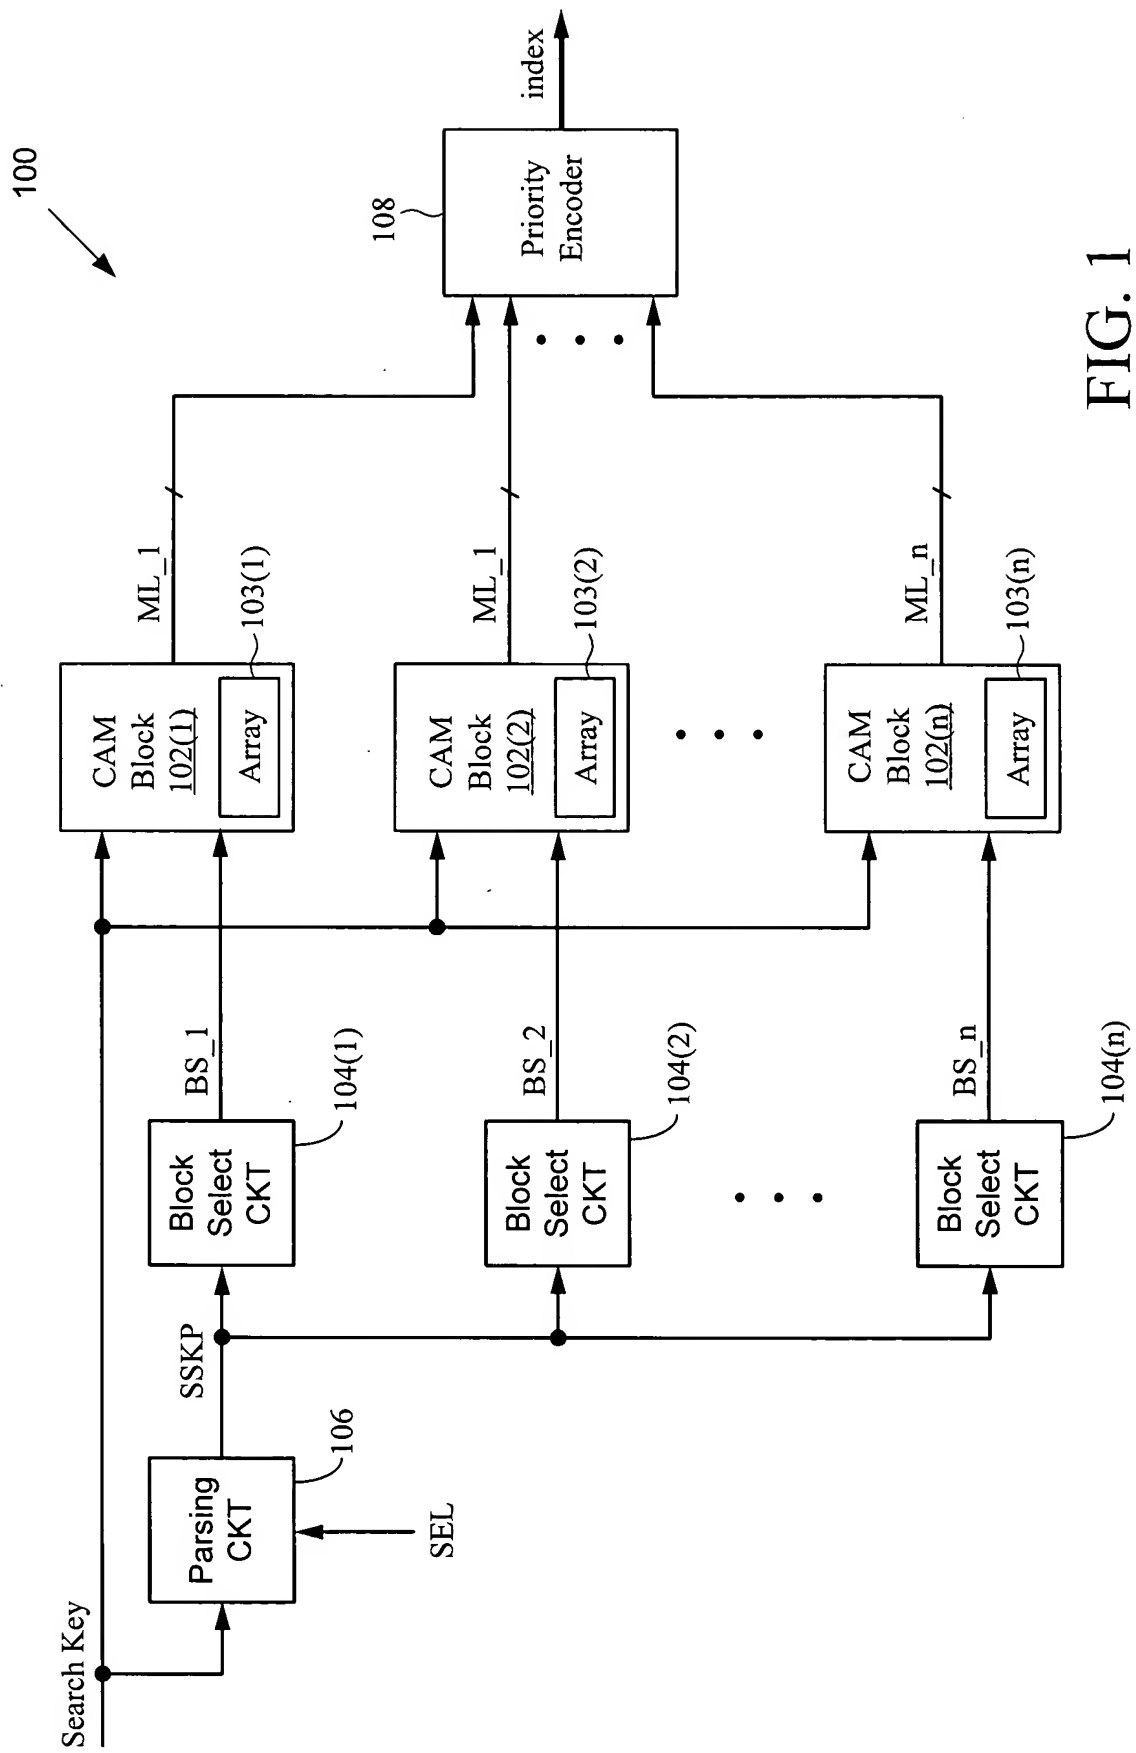 100
Search Key
Parsing
CKT
106
SEL
SSKP
Block
Select
CKT
104(1)
BS_1
CAM
Block
102(1)
Array
103(1)
ML_1
Block
Select
CKT
104(2)
BS_2
CAM
Block
102(2)
Array
103(2)
ML_1
Block
Select
CKT
104(n)
BS_n
CAM
Block
102(n)
Array
103(n)
ML_n
108
Priority
Encoder
index
FIG. 1